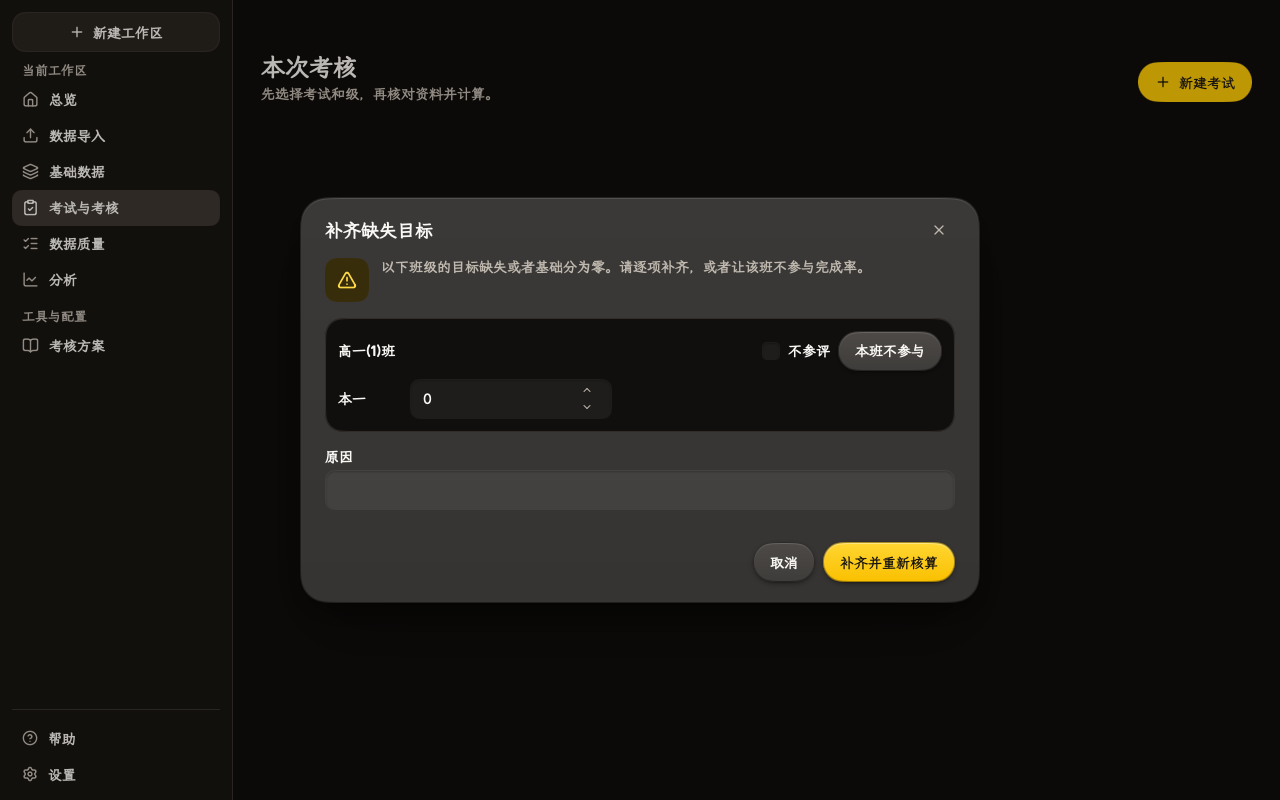 新建工作区
当前工作区
总览
数据导入
基础数据
考试与考核
数据质量
分析
工具与配置
考核方案
帮助
设置
本次考核
先选择考试和级，再核对资料并计算。
新建考试
补齐缺失目标
以下班级的目标缺失或者基础分为零。请逐项补齐，或者让该班不参与完成率。
高一(1)班
不参评
本班不参与
本一
0
原因
取消
补齐并重新核算